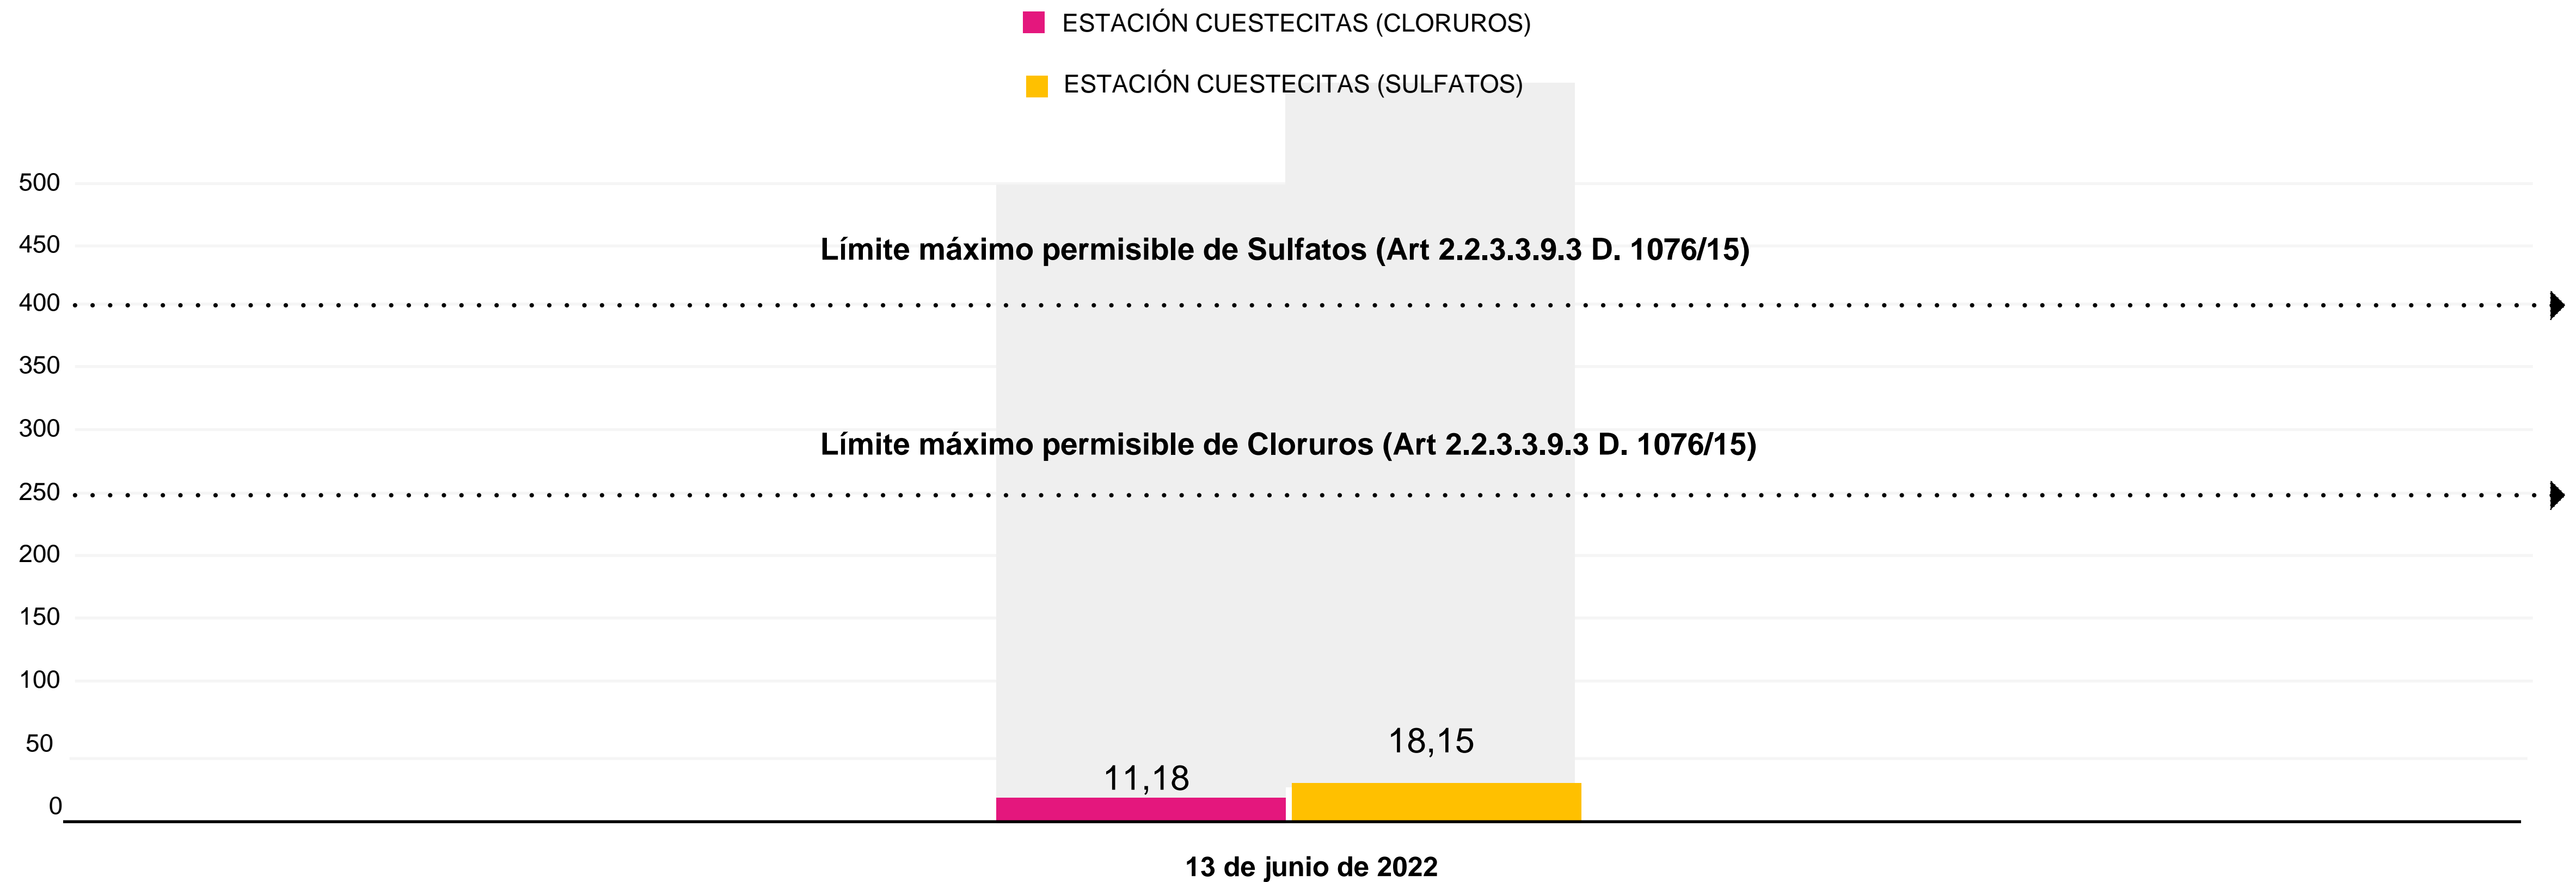 ESTACIÓN CUESTECITAS (CLORUROS)
ESTACIÓN CUESTECITAS (SULFATOS)
500
450
Límite máximo permisible de Sulfatos (Art 2.2.3.3.9.3 D. 1076/15)
400
350
300
Límite máximo permisible de Cloruros (Art 2.2.3.3.9.3 D. 1076/15)
250
200
150
100
50
18,15
11,18
0
13 de junio de 2022